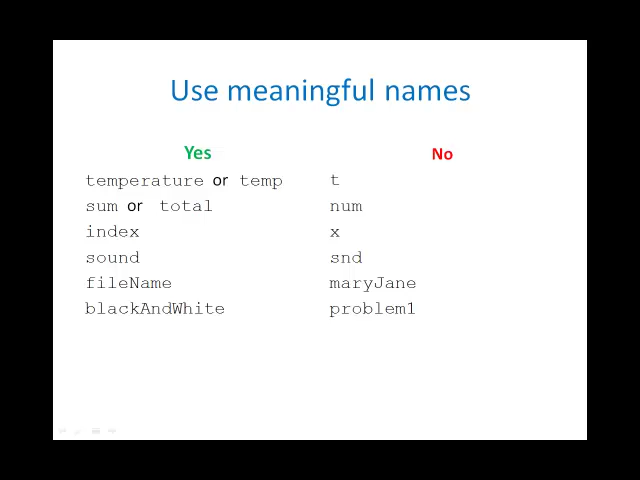 Use meaningful names
Yes No
temperature or temp t
sum or total num
index x
sound snd
fileName maryJane
blackAndWhite problem1